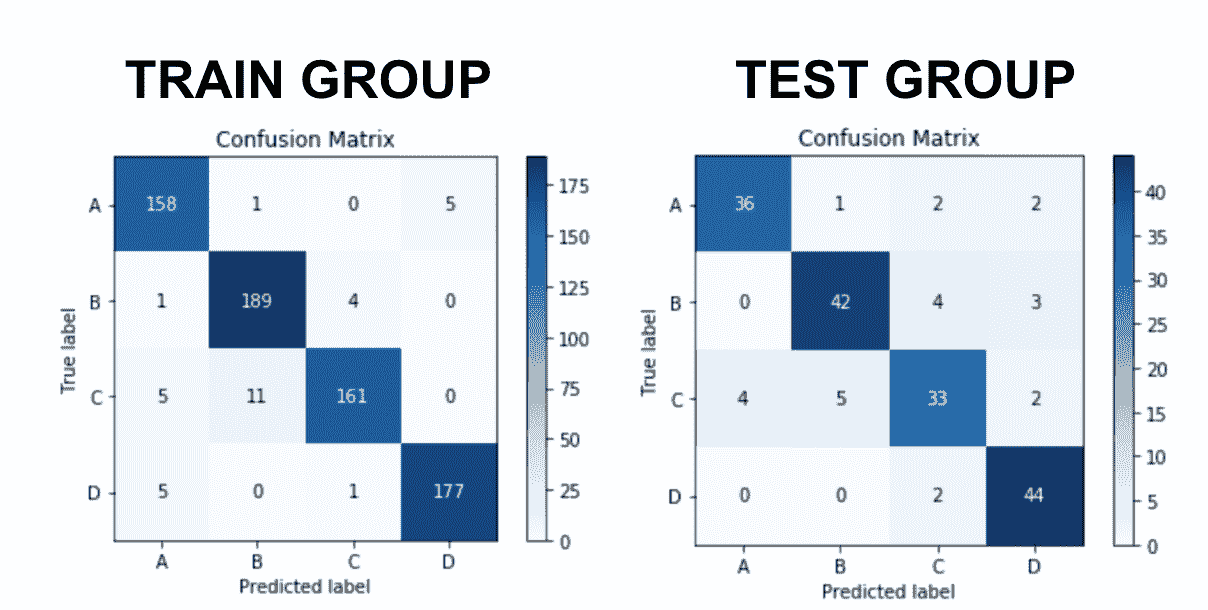 TRAIN GROUP
Confusion Matrix
A 158 1 0 5
B 1 189 4 0
C 5 11 161 0
D 5 0 1 177
A B C D
True label
Predicted label
175
150
125
100
75
50
25
0
TEST GROUP
Confusion Matrix
A 36 1 2 2
B 0 42 4 3
C 4 5 33 2
D 0 0 2 44
A B C D
True label
Predicted label
40
35
30
25
20
15
10
5
0